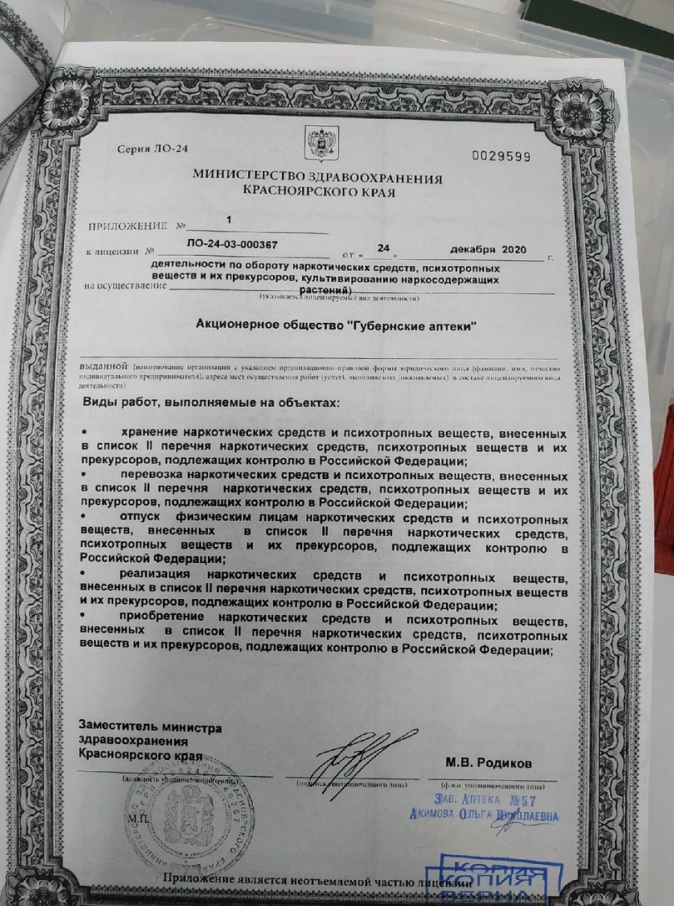 Серия ЛО-24
0029599
МИНИСТЕРСТВО ЗДРАВООХРАНЕНИЯ
КРАСНОЯРСКОГО КРАЯ
ПРИЛОЖЕНИЕ № 1
к лицензии № ЛО-24-03-000367 от « 24 » декабря 2020 г.
деятельности по обороту наркотических средств, психотропных
веществ и их прекурсоров, культивированию наркосодержащих
на осуществление растений)
(указывается лицензируемый вид деятельности)
Акционерное общество "Губернские аптеки"
выданной (наименование организации с указанием организационно-правовой формы юридического лица (фамилия, имя, отчество
индивидуального предпринимателя), адреса мест осуществления работ (услуг), выполняемых (оказываемых) в составе лицензируемого вида
деятельности)
Виды работ, выполняемые на объектах:
• хранение наркотических средств и психотропных веществ, внесенных
в список II перечня наркотических средств, психотропных веществ и их
прекурсоров, подлежащих контролю в Российской Федерации;
• перевозка наркотических средств и психотропных веществ, внесенных
в список II перечня наркотических средств, психотропных веществ и их
прекурсоров, подлежащих контролю в Российской Федерации;
• отпуск физическим лицам наркотических средств и психотропных
веществ, внесенных в список II перечня наркотических средств,
психотропных веществ и их прекурсоров, подлежащих контролю в
Российской Федерации;
• реализация наркотических средств и психотропных веществ,
внесенных в список II перечня наркотических средств, психотропных веществ
и их прекурсоров, подлежащих контролю в Российской Федерации;
• приобретение наркотических средств и психотропных веществ,
внесенных в список II перечня наркотических средств, психотропных
веществ и их прекурсоров, подлежащих контролю в Российской Федерации;
Заместитель министра
здравоохранения
Красноярского края
М.В. Родиков
(должность уполномоченного лица)
(подпись уполномоченного лица)
(ф.и.о. уполномоченного лица)
ЗАВ. АПТЕКА №57
АКИМОВА ОЛЬГА НИКОЛАЕВНА
М.П.
КОПИЯ
Приложение является неотъемлемой частью лицензии
КОПИЯ
ВЕРНА